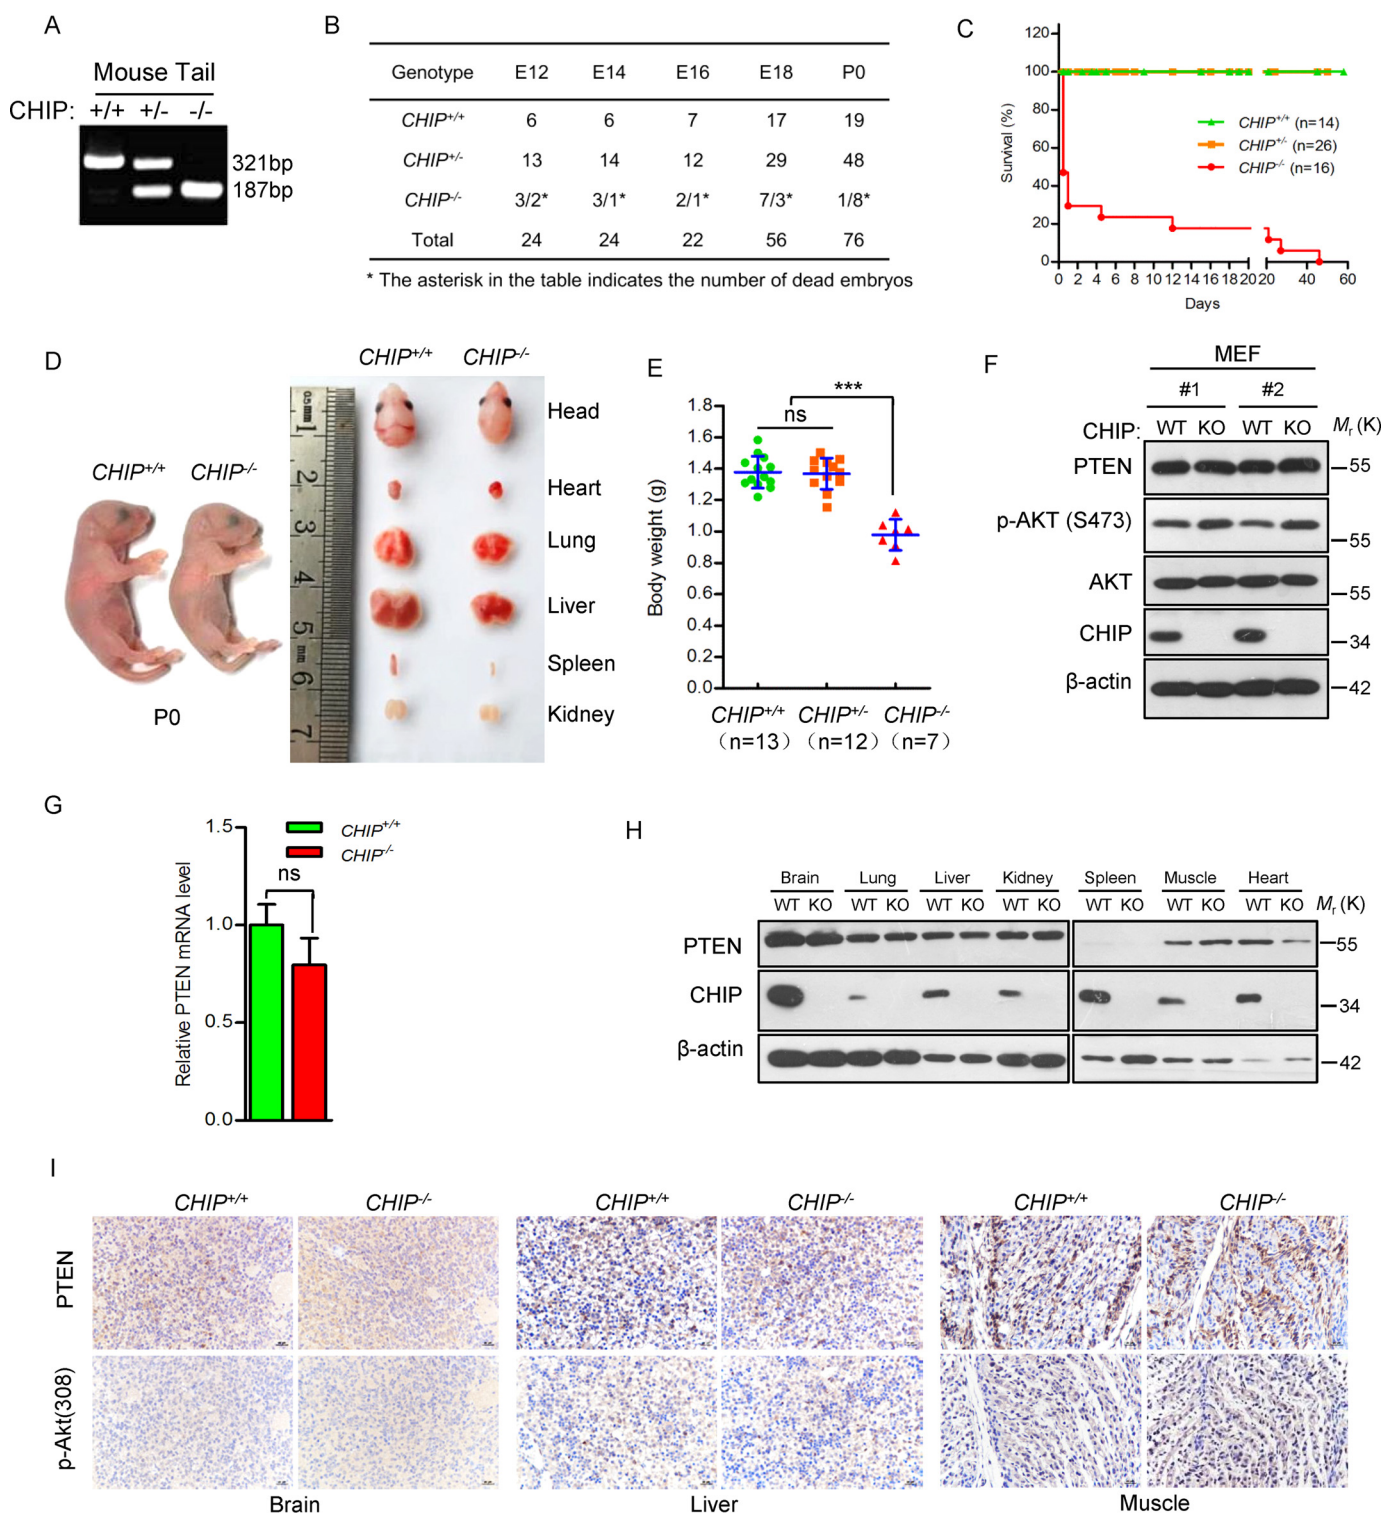 A
Mouse Tail
CHIP: +/+ +/- -/-
321bp
187bp
B
Genotype E12 E14 E16 E18 P0
CHIP+/+ 6 6 7 17 19
CHIP+/- 13 14 12 29 48
CHIP-/- 3/2* 3/1* 2/1* 7/3* 1/8*
Total 24 24 22 56 76
* The asterisk in the table indicates the number of dead embryos
C
Survival (%)
120
100
80
60
40
20
0
CHIP+/+ (n=14)
CHIP+/- (n=26)
CHIP-/- (n=16)
0 2 4 6 8 10 12 14 16 18 20 20 40 60
Days
D
CHIP+/+ CHIP-/-
P0
CHIP+/+ CHIP-/-
0.5mm 1
2
3
4
5
mm
6
7
Head
Heart
Lung
Liver
Spleen
Kidney
E
***
ns
Body weight (g)
1.8
1.6
1.4
1.2
1.0
0.8
0.6
0.4
0.2
0.0
CHIP+/+ CHIP+/- CHIP-/-
(n=13) (n=12) (n=7)
F
MEF
#1 #2
CHIP: WT KO WT KO Mr (K)
PTEN 55
p-AKT (S473) 55
AKT 55
CHIP 34
β-actin 42
G
Relative PTEN mRNA level
1.5
1.0
0.5
0.0
CHIP+/+
CHIP-/-
ns
H
Brain Lung Liver Kidney Spleen Muscle Heart
WT KO WT KO WT KO WT KO WT KO WT KO WT KO Mr (K)
PTEN 55
CHIP 34
β-actin 42
I
CHIP+/+ CHIP-/- CHIP+/+ CHIP-/- CHIP+/+ CHIP-/-
PTEN
p-Akt(308)
Brain Liver Muscle